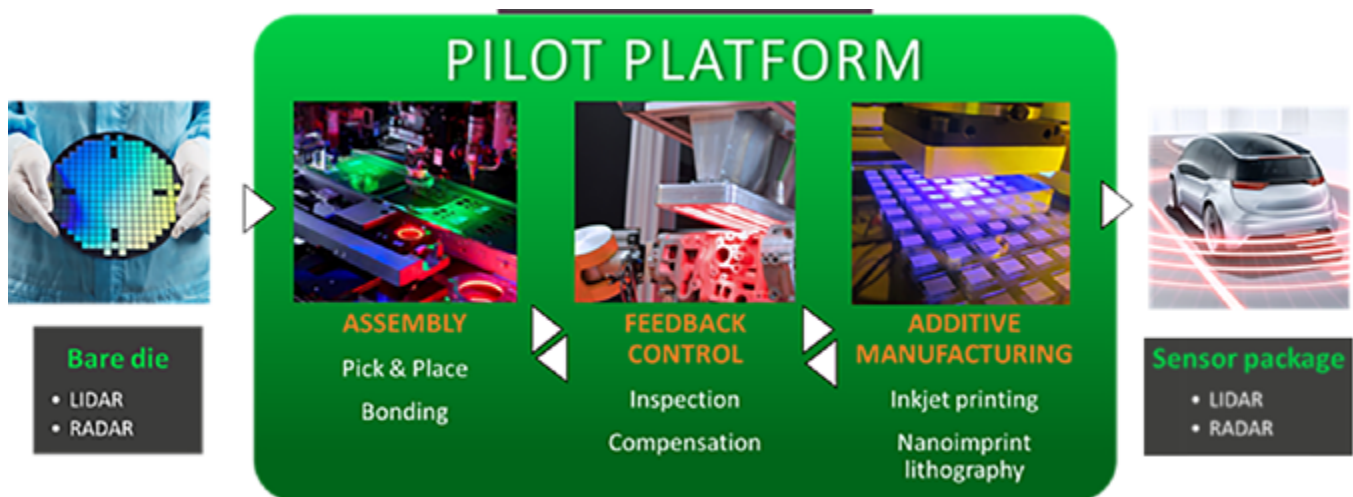 PILOT PLATFORM
Bare die
• LIDAR
• RADAR
ASSEMBLY
Pick & Place
Bonding
FEEDBACK
CONTROL
Inspection
Compensation
ADDITIVE
MANUFACTURING
Inkjet printing
Nanoimprint
lithography
Sensor package
• LIDAR
• RADAR